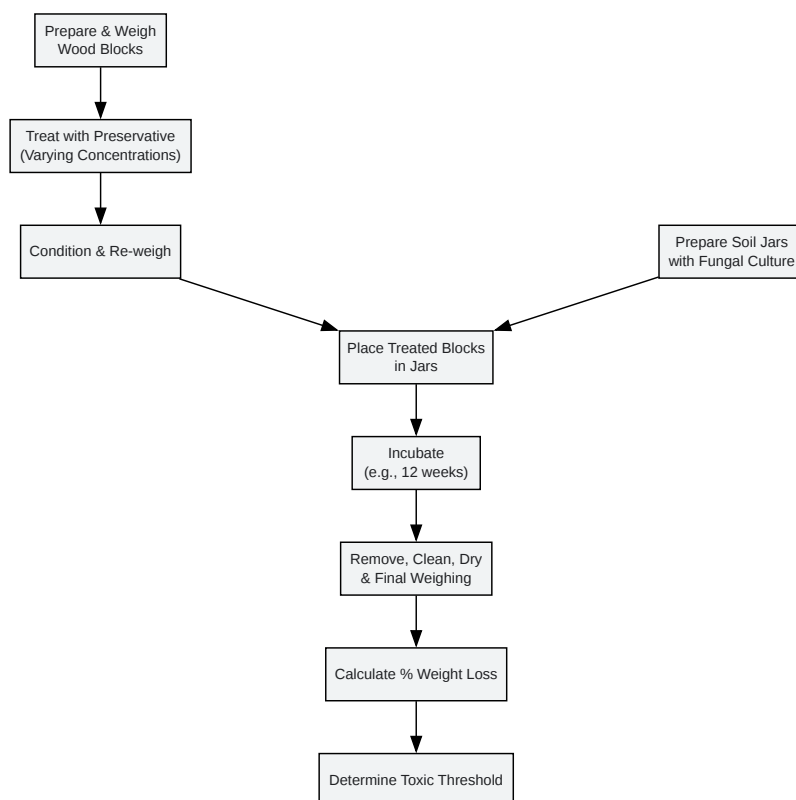 Prepare & Weigh
Wood Blocks
Treat with Preservative
(Varying Concentrations)
Condition & Re-weigh
Prepare Soil Jars
with Fungal Culture
Place Treated Blocks
in Jars
Incubate
(e.g., 12 weeks)
Remove, Clean, Dry
& Final Weighing
Calculate % Weight Loss
Determine Toxic Threshold